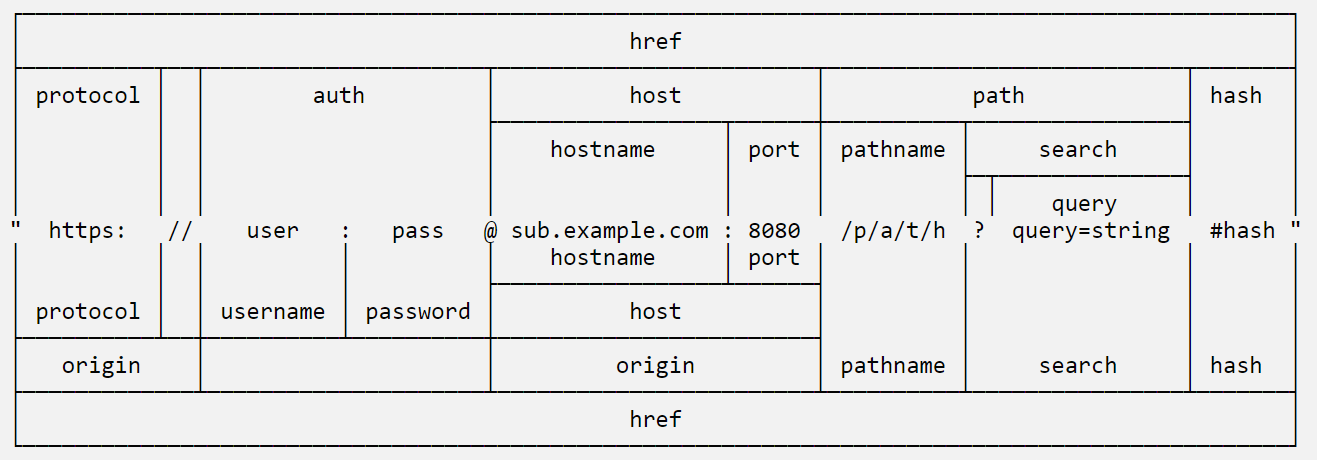 href
protocol auth host path hash
hostname port pathname search
query
" https: // user : pass @ sub.example.com : 8080 /p/a/t/h ? query=string #hash "
hostname port
protocol username password host
origin origin pathname search hash
href